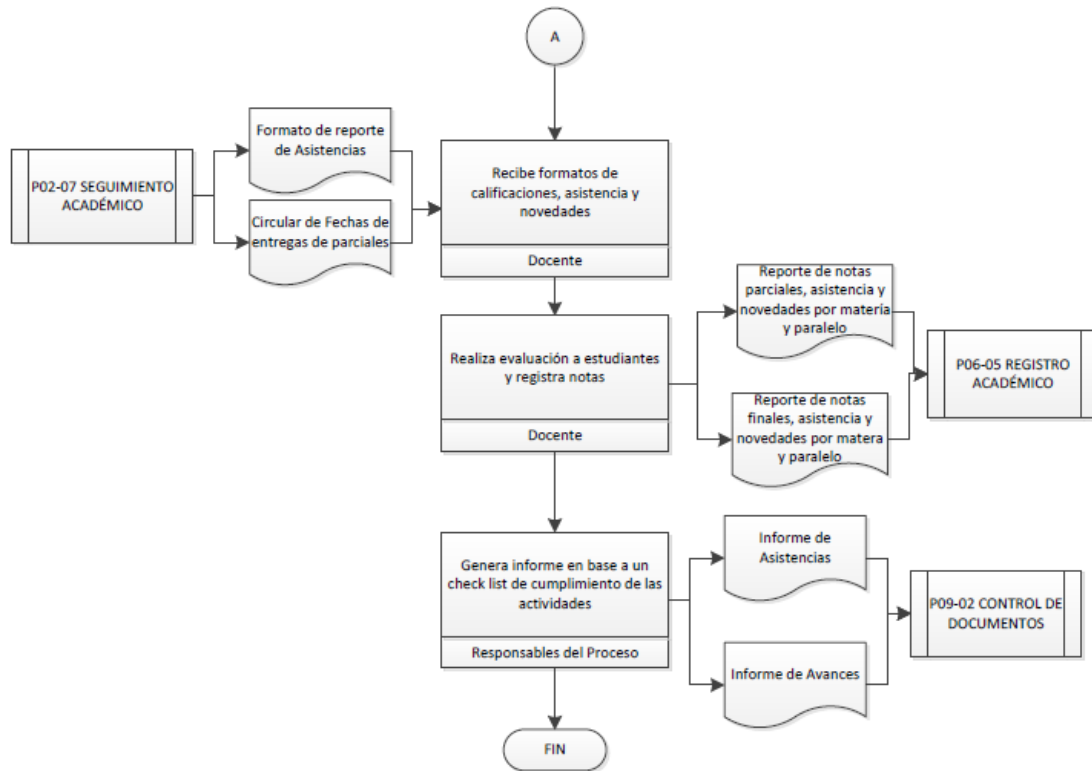 A
Formato de reporte
de Asistencias
P02-07 SEGUIMIENTO
ACADÉMICO
Circular de Fechas de
entregas de parciales
Recibe formatos de
calificaciones, asistencia y
novedades
Docente
Realiza evaluación a estudiantes
y registra notas
Docente
Reporte de notas
parciales, asistencia y
novedades por materia
y paralelo
Reporte de notas
finales, asistencia y
novedades por matera
y paralelo
P06-05 REGISTRO
ACADÉMICO
Genera informe en base a un
check list de cumplimiento de las
actividades
Responsables del Proceso
Informe de
Asistencias
Informe de Avances
P09-02 CONTROL DE
DOCUMENTOS
FIN